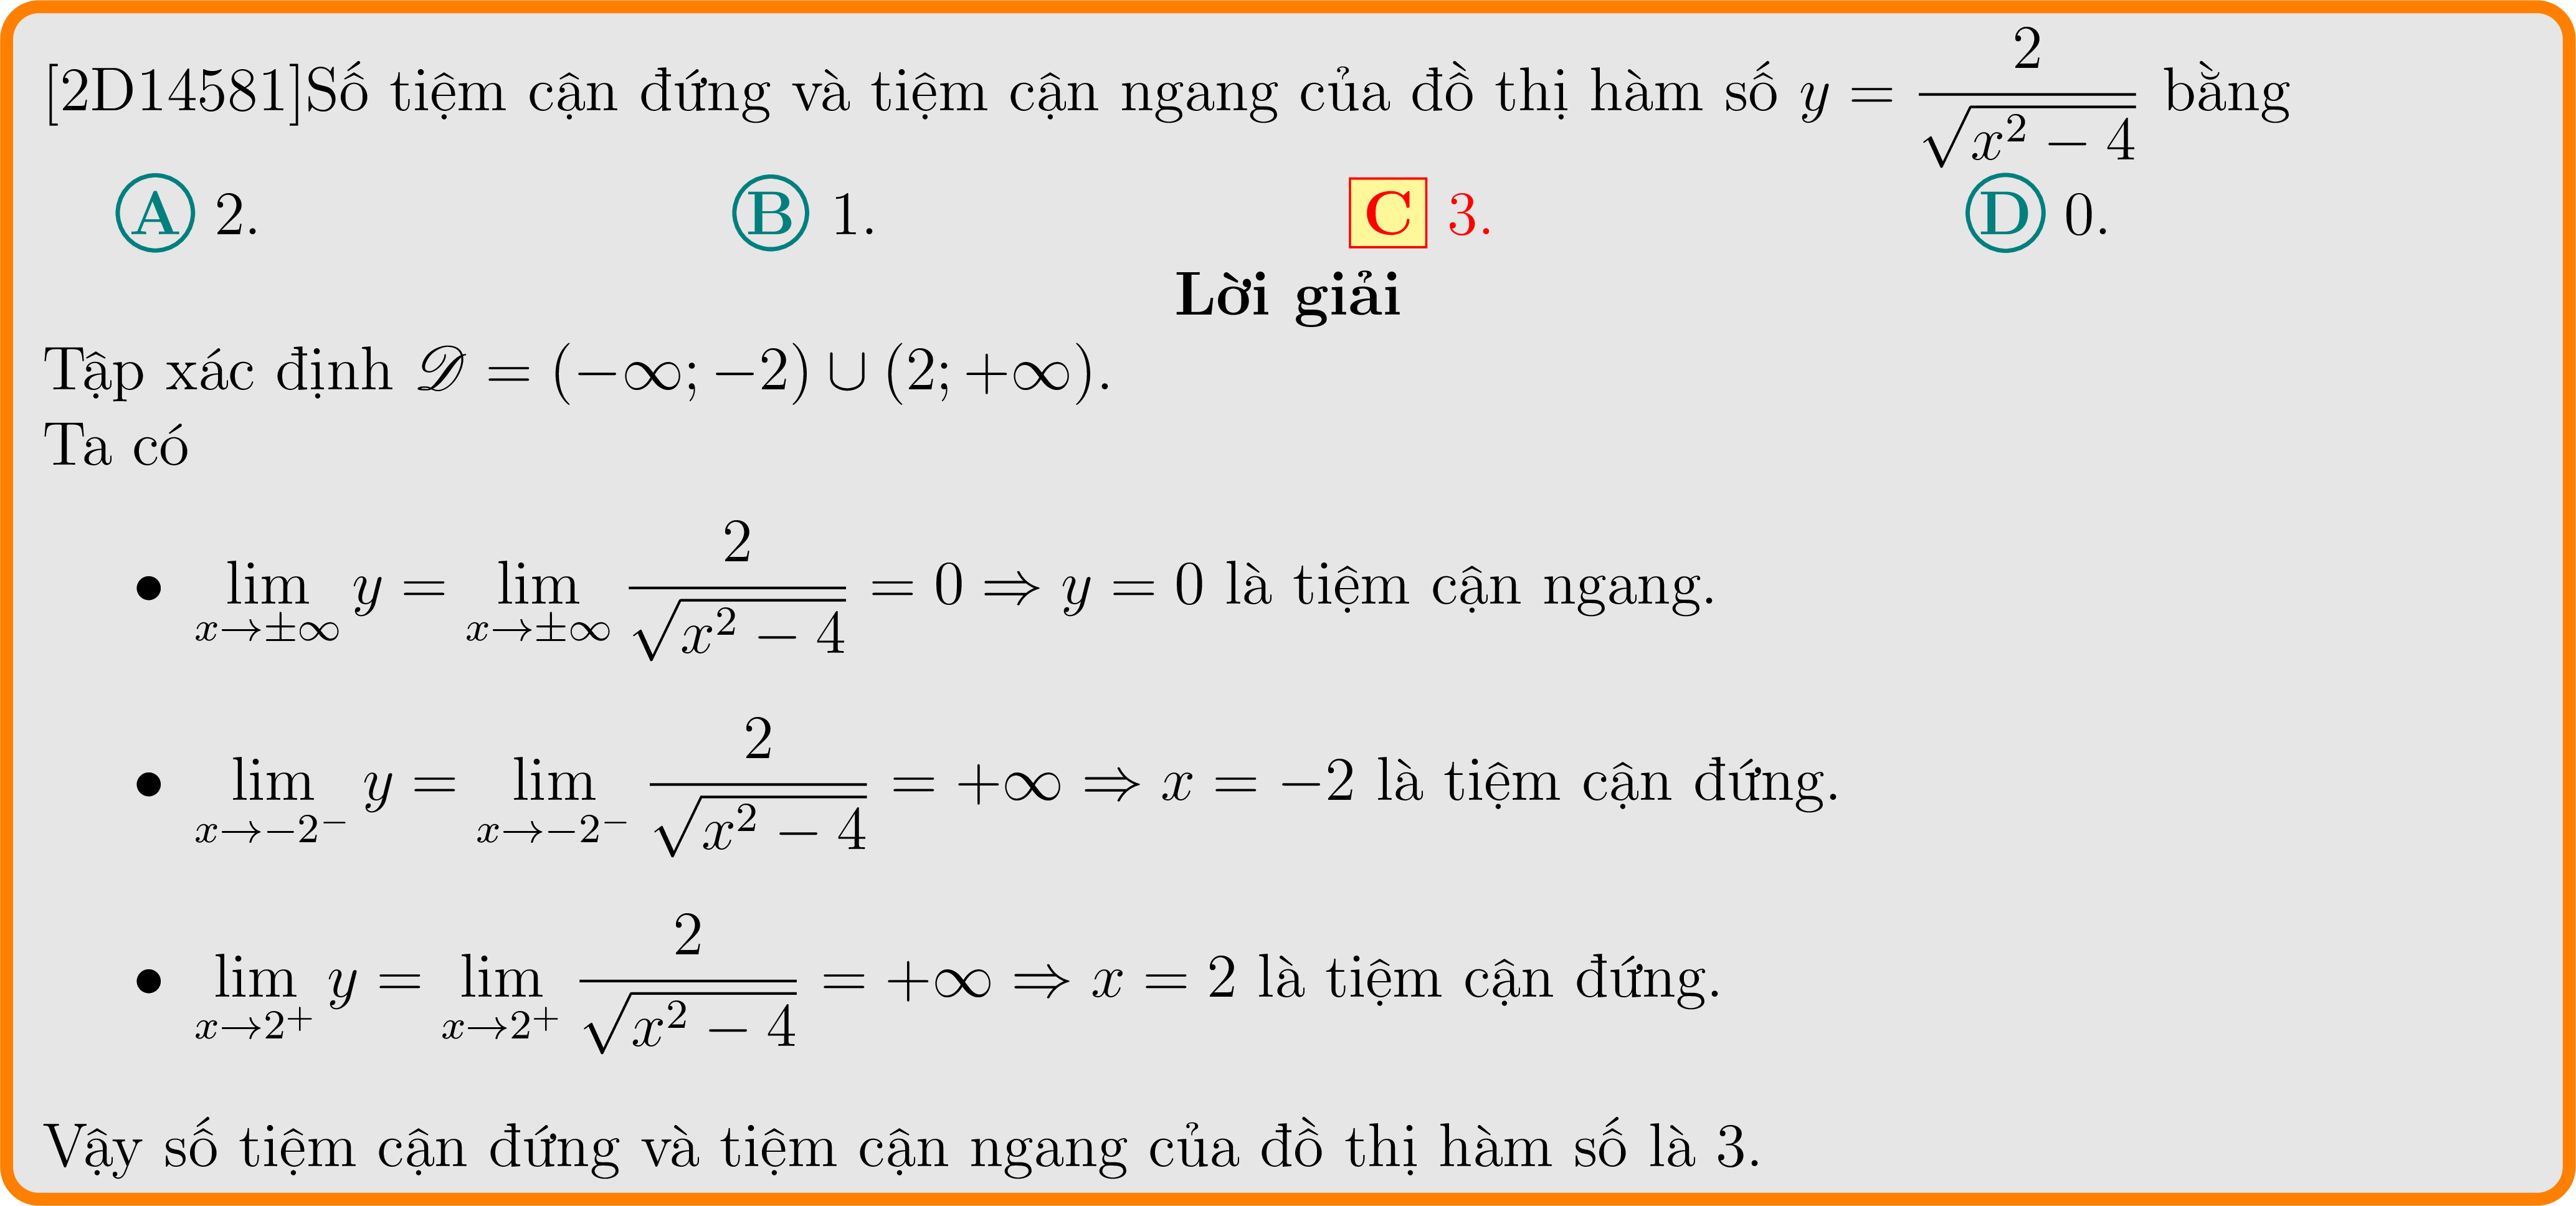 [2D14581]Số tiệm cận đứng và tiệm cận ngang của đồ thị hàm số $y = \dfrac{2}{\sqrt{x^2-4}}$ bằng
A 2. B 1. C 3. D 0.
Lời giải
Tập xác định $\mathscr{D} = (-\infty; -2) \cup (2; +\infty)$.
Ta có
• $\lim\limits_{x\to\pm\infty} y = \lim\limits_{x\to\pm\infty} \dfrac{2}{\sqrt{x^2-4}} = 0 \Rightarrow y = 0$ là tiệm cận ngang.
• $\lim\limits_{x\to-2^-} y = \lim\limits_{x\to-2^-} \dfrac{2}{\sqrt{x^2-4}} = +\infty \Rightarrow x = -2$ là tiệm cận đứng.
• $\lim\limits_{x\to2^+} y = \lim\limits_{x\to2^+} \dfrac{2}{\sqrt{x^2-4}} = +\infty \Rightarrow x = 2$ là tiệm cận đứng.
Vậy số tiệm cận đứng và tiệm cận ngang của đồ thị hàm số là 3.